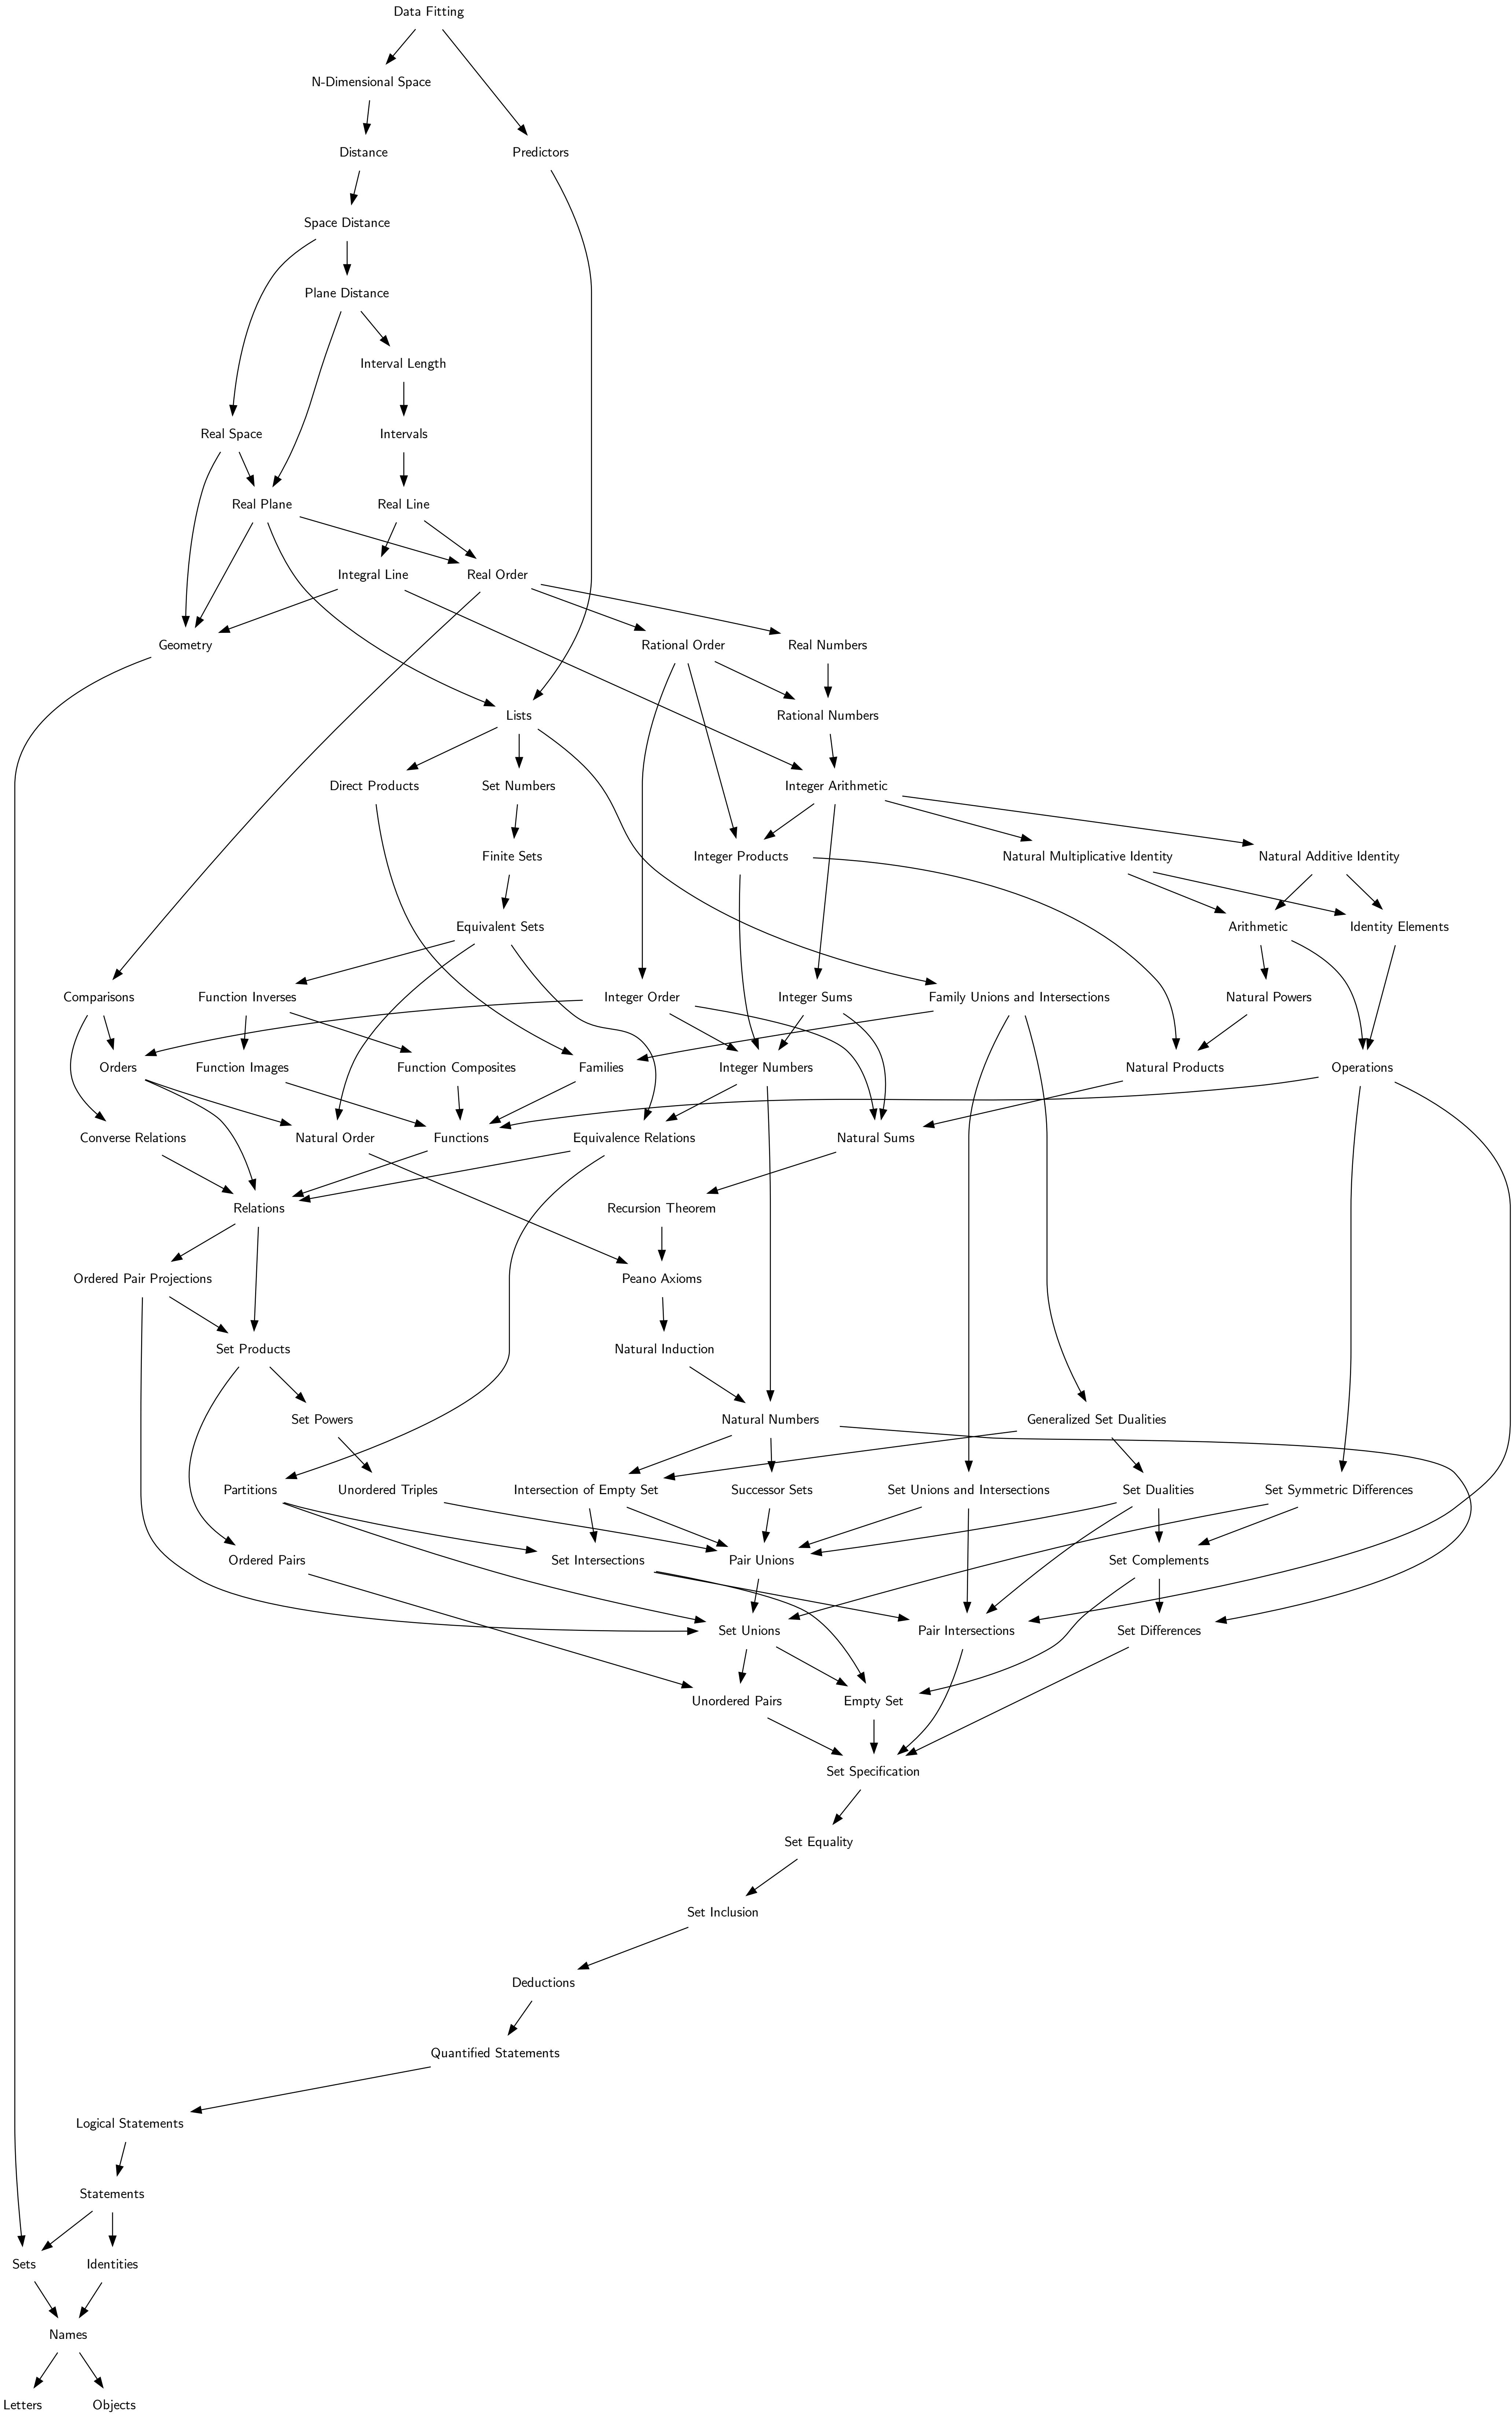 Data Fitting
N-Dimensional Space
Distance
Predictors
Space Distance
Plane Distance
Interval Length
Real Space
Intervals
Real Plane
Real Line
Integral Line
Real Order
Geometry
Rational Order
Real Numbers
Lists
Rational Numbers
Direct Products
Set Numbers
Integer Arithmetic
Finite Sets
Integer Products
Natural Multiplicative Identity
Natural Additive Identity
Equivalent Sets
Arithmetic
Identity Elements
Comparisons
Function Inverses
Integer Order
Integer Sums
Family Unions and Intersections
Natural Powers
Orders
Function Images
Function Composites
Families
Integer Numbers
Natural Products
Operations
Converse Relations
Natural Order
Functions
Equivalence Relations
Natural Sums
Relations
Recursion Theorem
Ordered Pair Projections
Peano Axioms
Set Products
Natural Induction
Set Powers
Natural Numbers
Generalized Set Dualities
Partitions
Unordered Triples
Intersection of Empty Set
Successor Sets
Set Unions and Intersections
Set Dualities
Set Symmetric Differences
Ordered Pairs
Set Intersections
Pair Unions
Set Complements
Set Unions
Pair Intersections
Set Differences
Unordered Pairs
Empty Set
Set Specification
Set Equality
Set Inclusion
Deductions
Quantified Statements
Logical Statements
Statements
Sets
Identities
Names
Letters
Objects